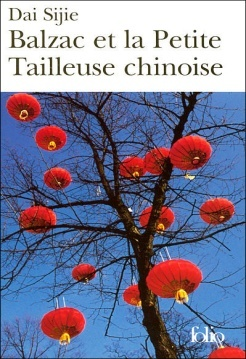 Dai Sijie
Balzac et la Petite
Tailleuse chinoise
folio